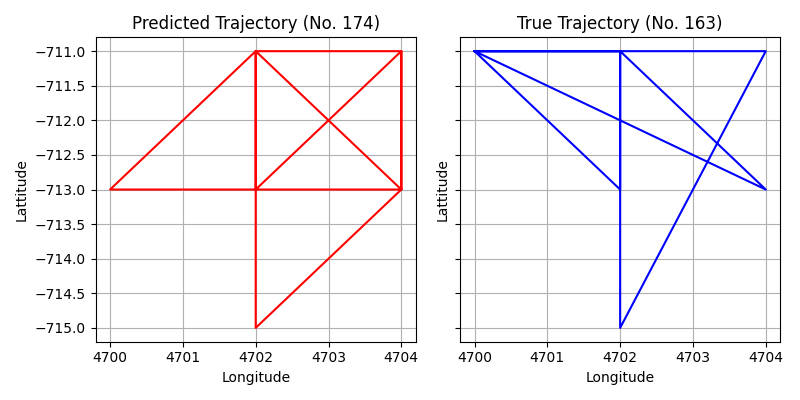 Predicted Trajectory (No. 174)
True Trajectory (No. 163)
−711.0
−711.5
−712.0
−712.5
−713.0
−713.5
−714.0
−714.5
−715.0
Lattitude
Lattitude
4700 4701 4702 4703 4704
4700 4701 4702 4703 4704
Longitude
Longitude